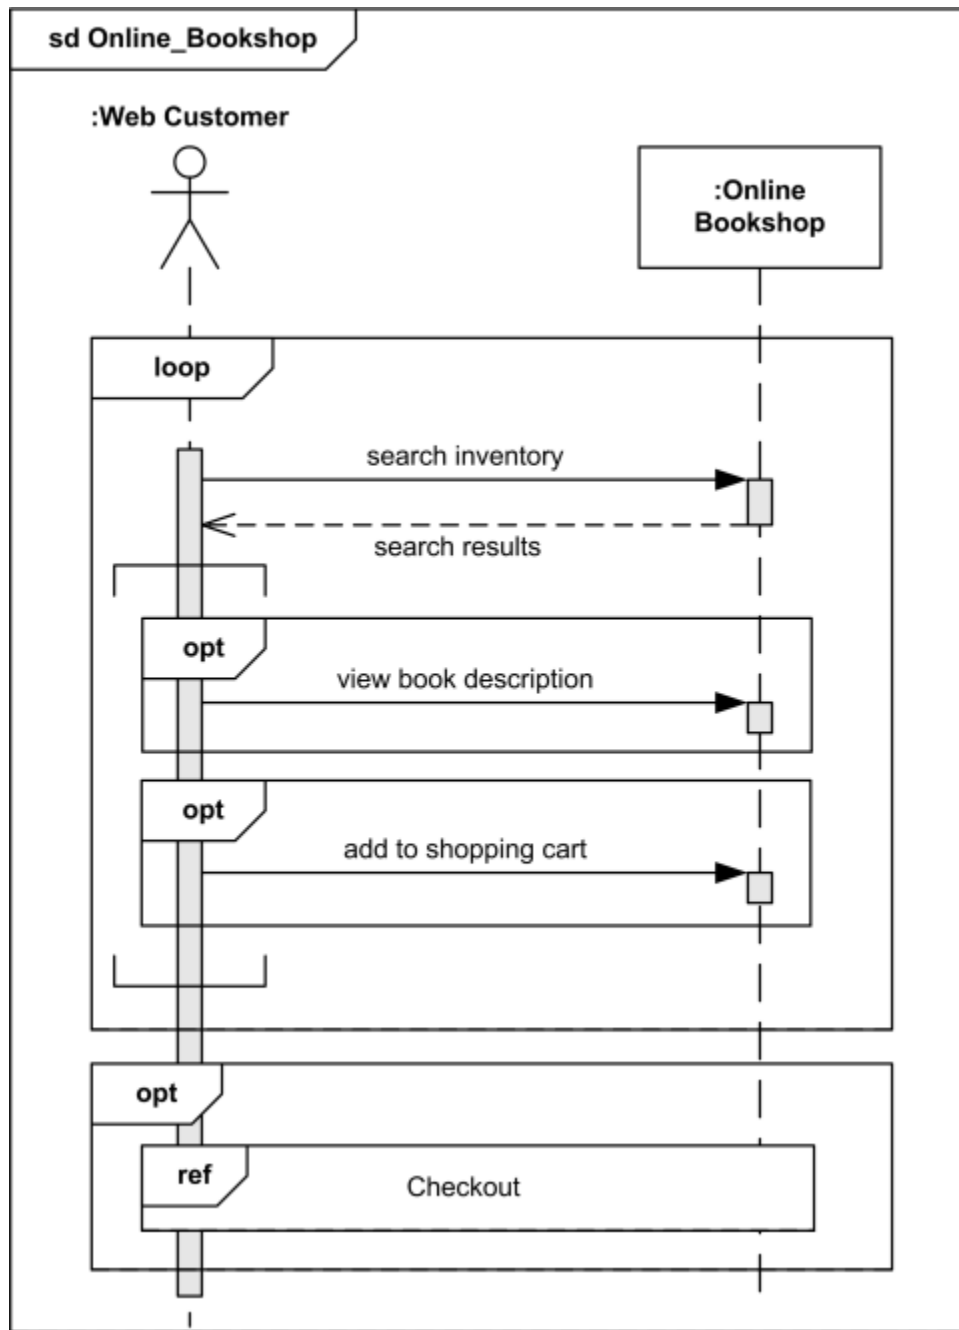 sd Online_Bookshop
:Web Customer
:Online
Bookshop
loop
search inventory
search results
opt
view book description
opt
add to shopping cart
opt
ref
Checkout